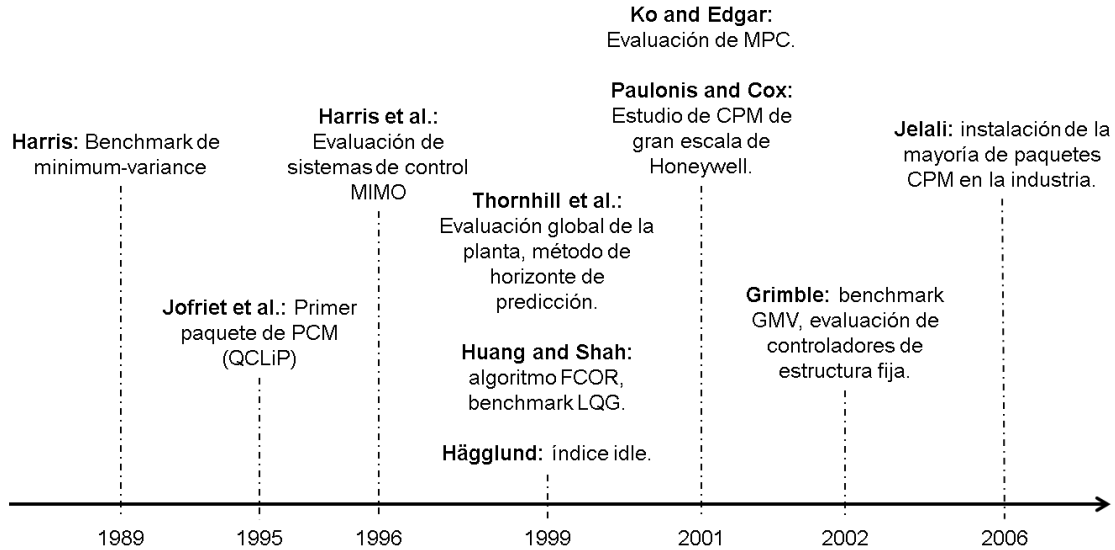 Harris: Benchmark de
minimum-variance
Jofriet et al.: Primer
paquete de PCM
(QCLiP)
Harris et al.:
Evaluación de
sistemas de control
MIMO
Thornhill et al.:
Evaluación global de la
planta, método de
horizonte de
predicción.
Huang and Shah:
algoritmo FCOR,
benchmark LQG.
Hägglund: índice idle.
Ko and Edgar:
Evaluación de MPC.
Paulonis and Cox:
Estudio de CPM de
gran escala de
Honeywell.
Grimble: benchmark
GMV, evaluación de
controladores de
estructura fija.
Jelali: instalación de la
mayoría de paquetes
CPM en la industria.
1989
1995
1996
1999
2001
2002
2006